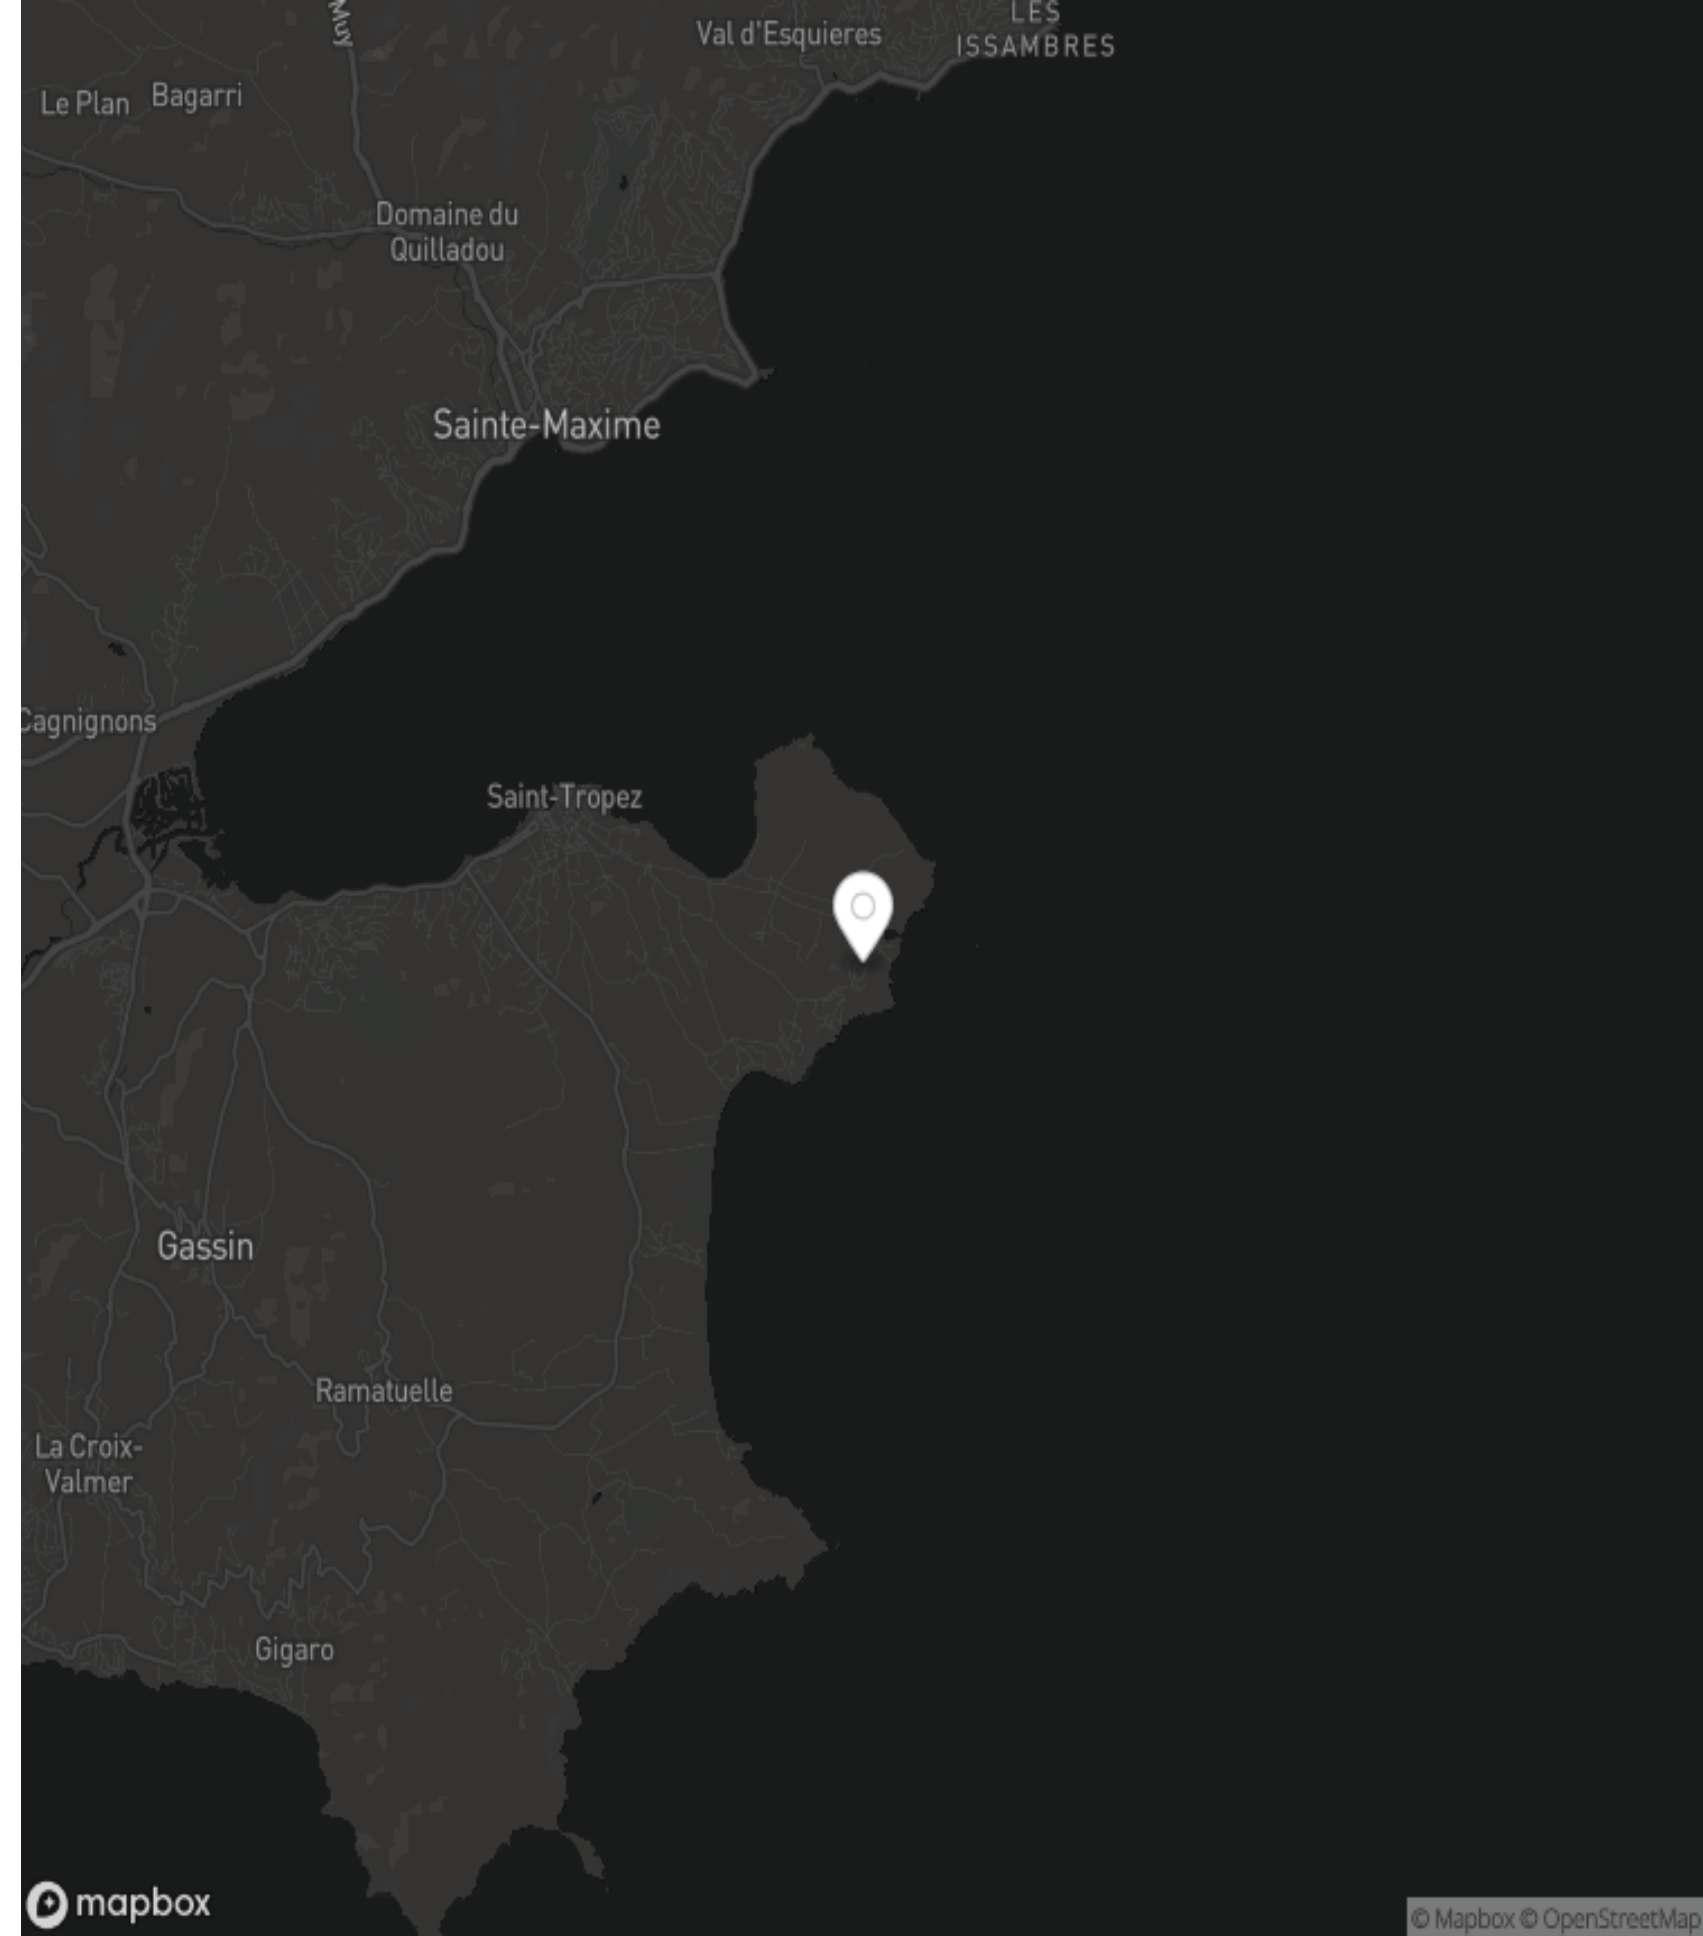 Muy
Val d'Esquieres
LES
ISSAMBRES
Le Plan
Bagarri
Domaine du
Quilladou
Sainte-Maxime
Cagnignons
Saint-Tropez
Gassin
Ramatuelle
La Croix-
Valmer
Gigaro
mapbox
© Mapbox © OpenStreetMap